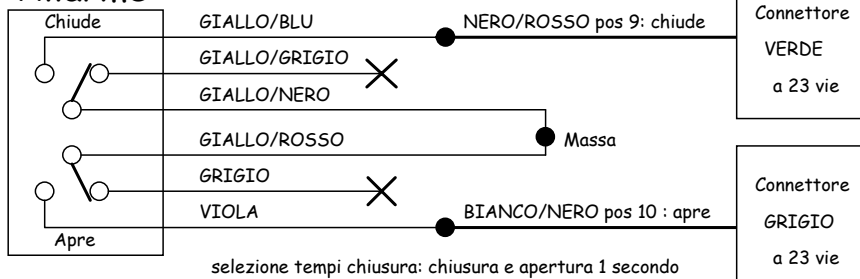 Chiude
GIALLO/BLU
NERO/ROSSO pos 9: chiude
Connettore
VERDE
a 23 vie
GIALLO/GRIGIO
GIALLO/NERO
GIALLO/ROSSO
Massa
GRIGIO
VIOLA
BIANCO/NERO pos 10 : apre
Connettore
GRIGIO
a 23 vie
Apre
selezione tempi chiusura: chiusura e apertura 1 secondo